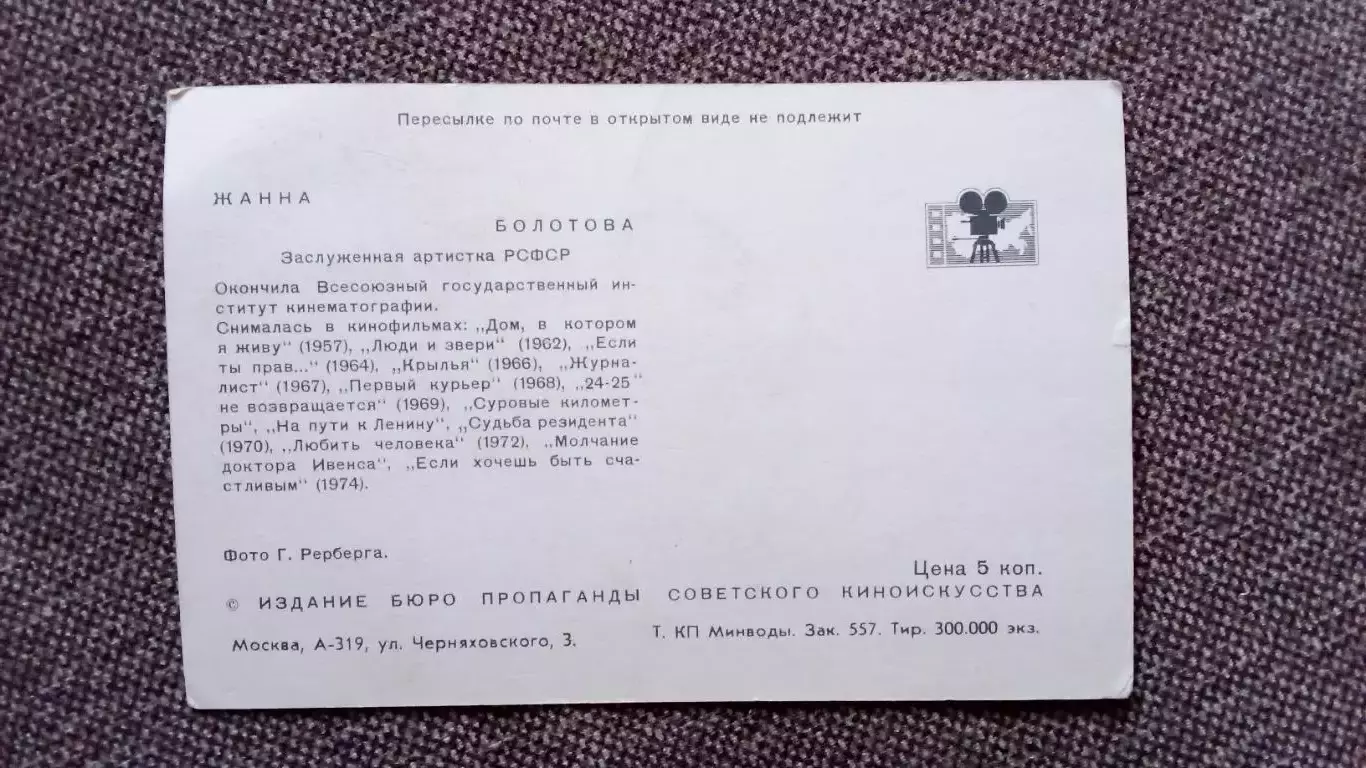 Пересылке по почте в открытом виде не подлежит
ЖАННА
БОЛОТОВА
Заслуженная артистка РСФСР
Окончила Всесоюзный государственный ин-
ститут кинематографии.
Снималась в кинофильмах: „Дом, в котором
я живу“ (1957), „Люди и звери“ (1962), „Если
ты прав...“ (1964), „Крылья“ (1966), „Журна-
лист“ (1967), „Первый курьер“ (1968), „24-25“
не возвращается“ (1969), „Суровые километ-
ры“, „На пути к Ленину“, „Судьба резидента“
(1970), „Любить человека“ (1972), „Молчание
доктора Ивенса“, „Если хочешь быть сча-
стливым“ (1974).
Фото Г. Рерберга.
Цена 5 коп.
© ИЗДАНИЕ БЮРО ПРОПАГАНДЫ СОВЕТСКОГО КИНОИСКУССТВА
Москва, А-319, ул. Черняховского, 3.
Т. КП Минводы. Зак. 557. Тир. 300.000 экз.